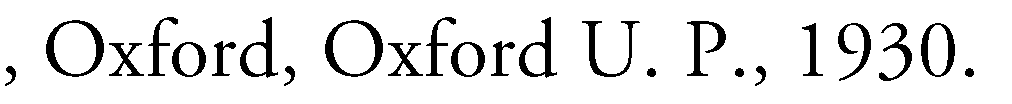 , Oxford, Oxford U. P., 1930.